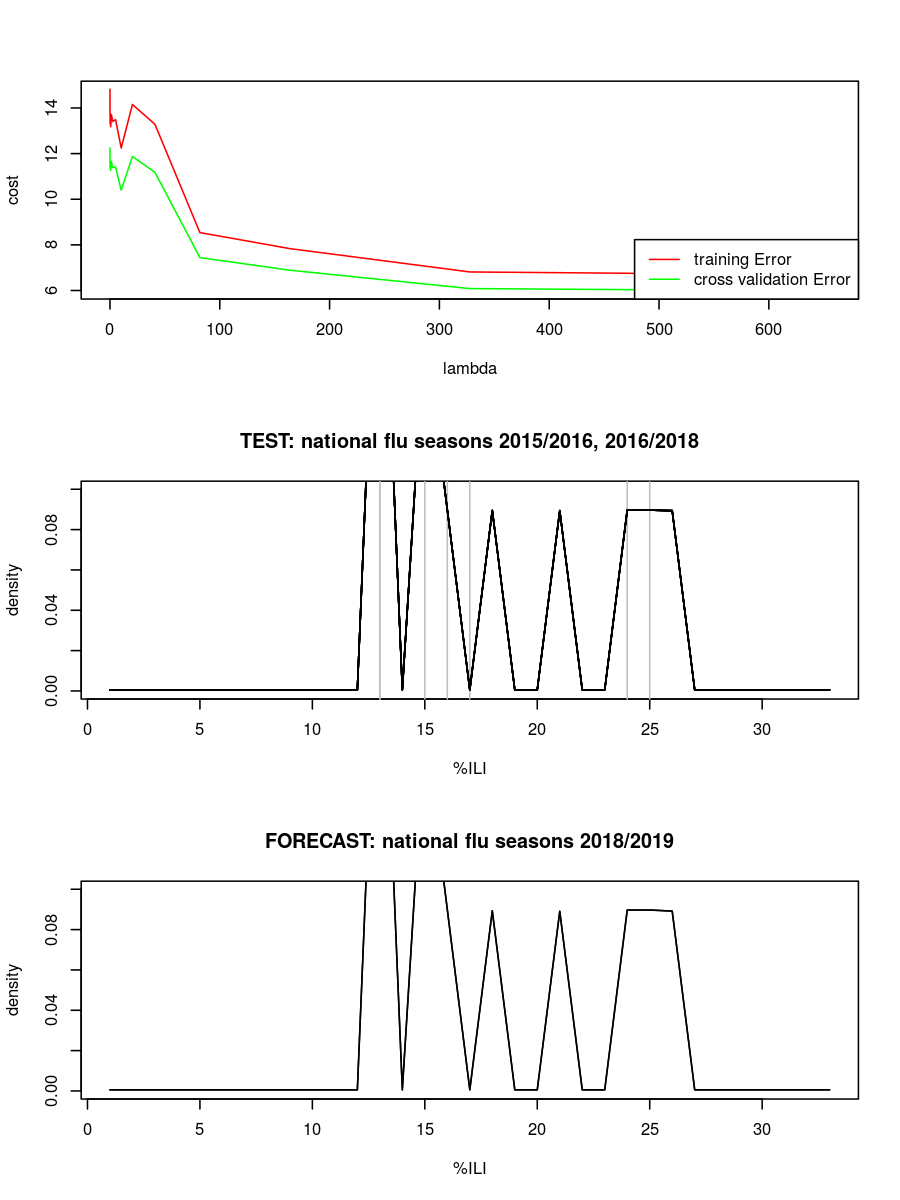 14
12
10
8
6
cost
training Error
cross validation Error
0 100 200 300 400 500 600
lambda
TEST: national flu seasons 2015/2016, 2016/2018
0.08
0.04
0.00
density
0 5 10 15 20 25 30
%ILI
FORECAST: national flu seasons 2018/2019
0.08
0.04
0.00
density
0 5 10 15 20 25 30
%ILI